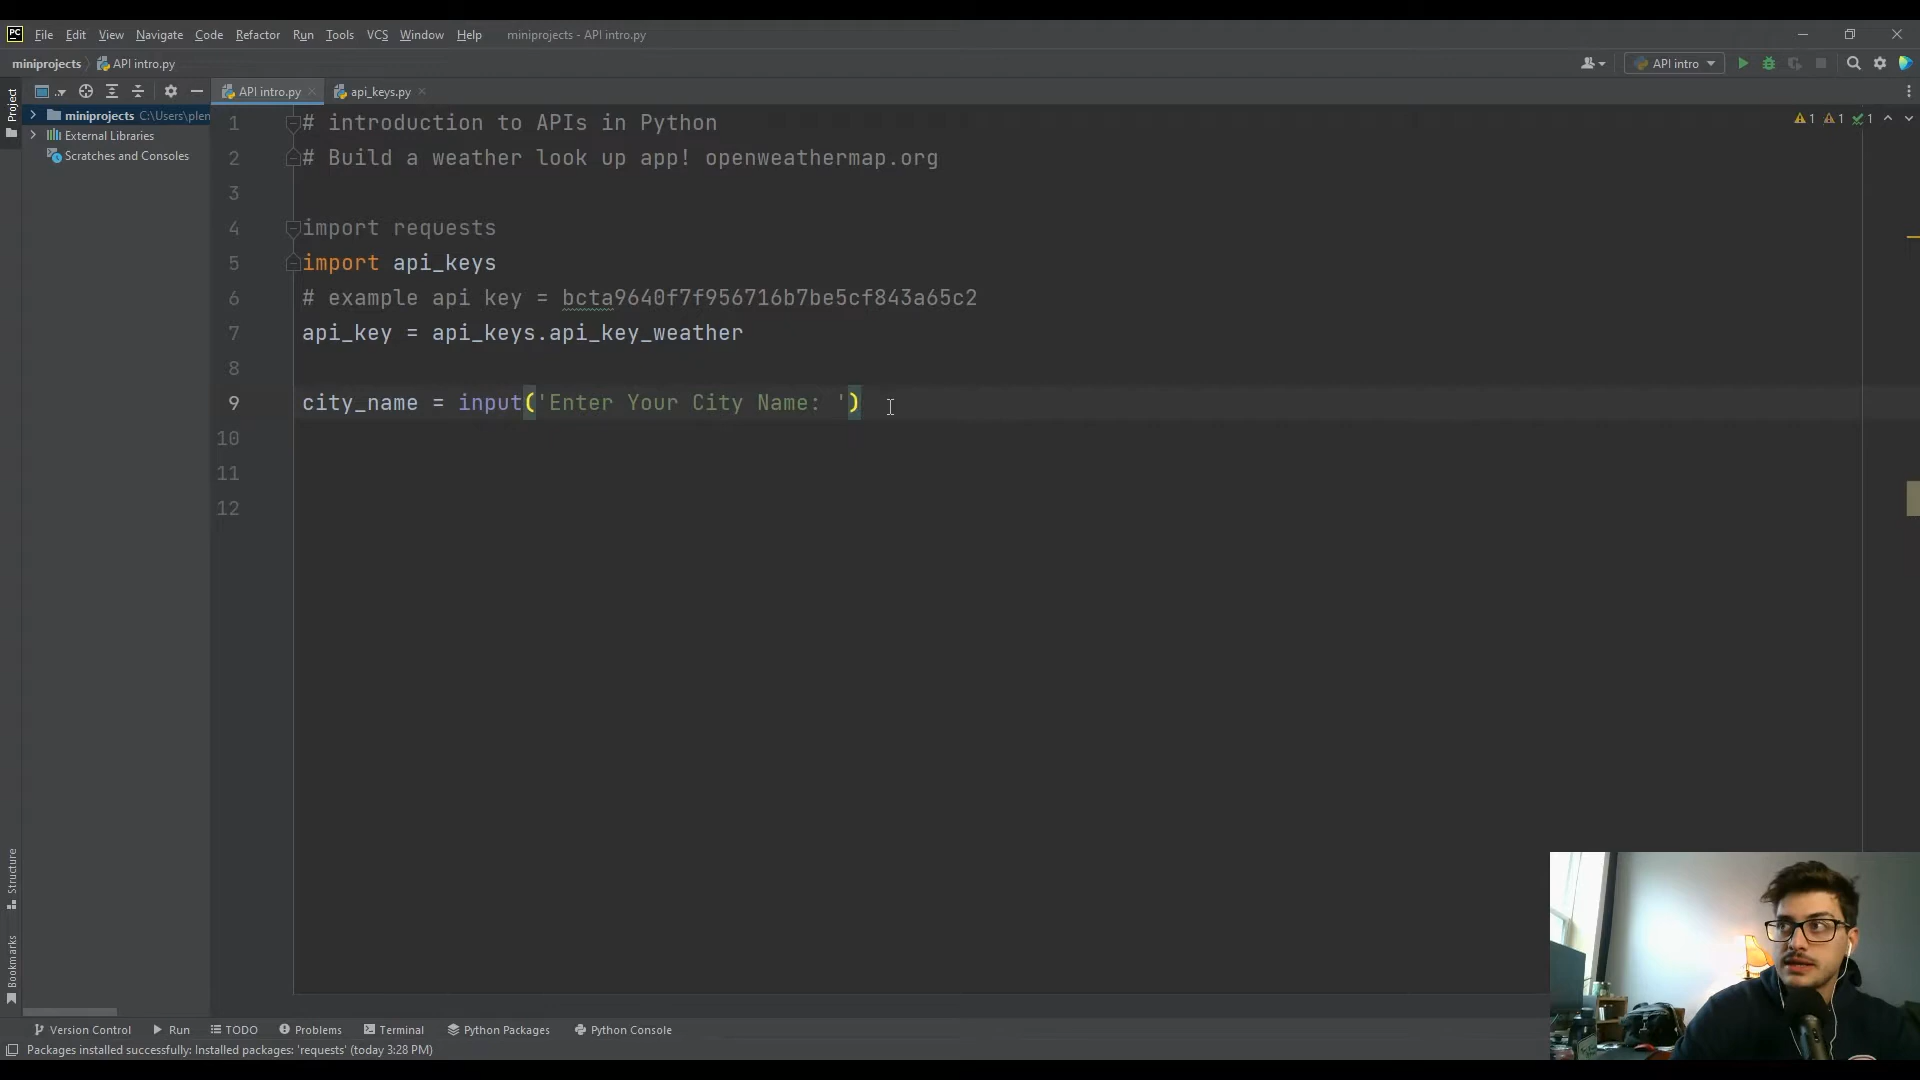 PC File Edit View Navigate Code Refactor Run Tools VCS Window Help miniprojects - API intro.py
miniprojects API intro.py API intro
API intro.py api_keys.py
Project
miniprojects C:\Users\plen
External Libraries
Scratches and Consoles
1 # introduction to APIs in Python
2 # Build a weather look up app! openweathermap.org
3
4 import requests
5 import api_keys
6 # example api key = bcta9640f7f956716b7be5cf843a65c2
7 api_key = api_keys.api_key_weather
8
9 city_name = input('Enter Your City Name: ')
10
11
12
1 1 1
Structure
Bookmarks
Version Control Run TODO Problems Terminal Python Packages Python Console
Packages installed successfully: Installed packages: 'requests' (today 3:28 PM)